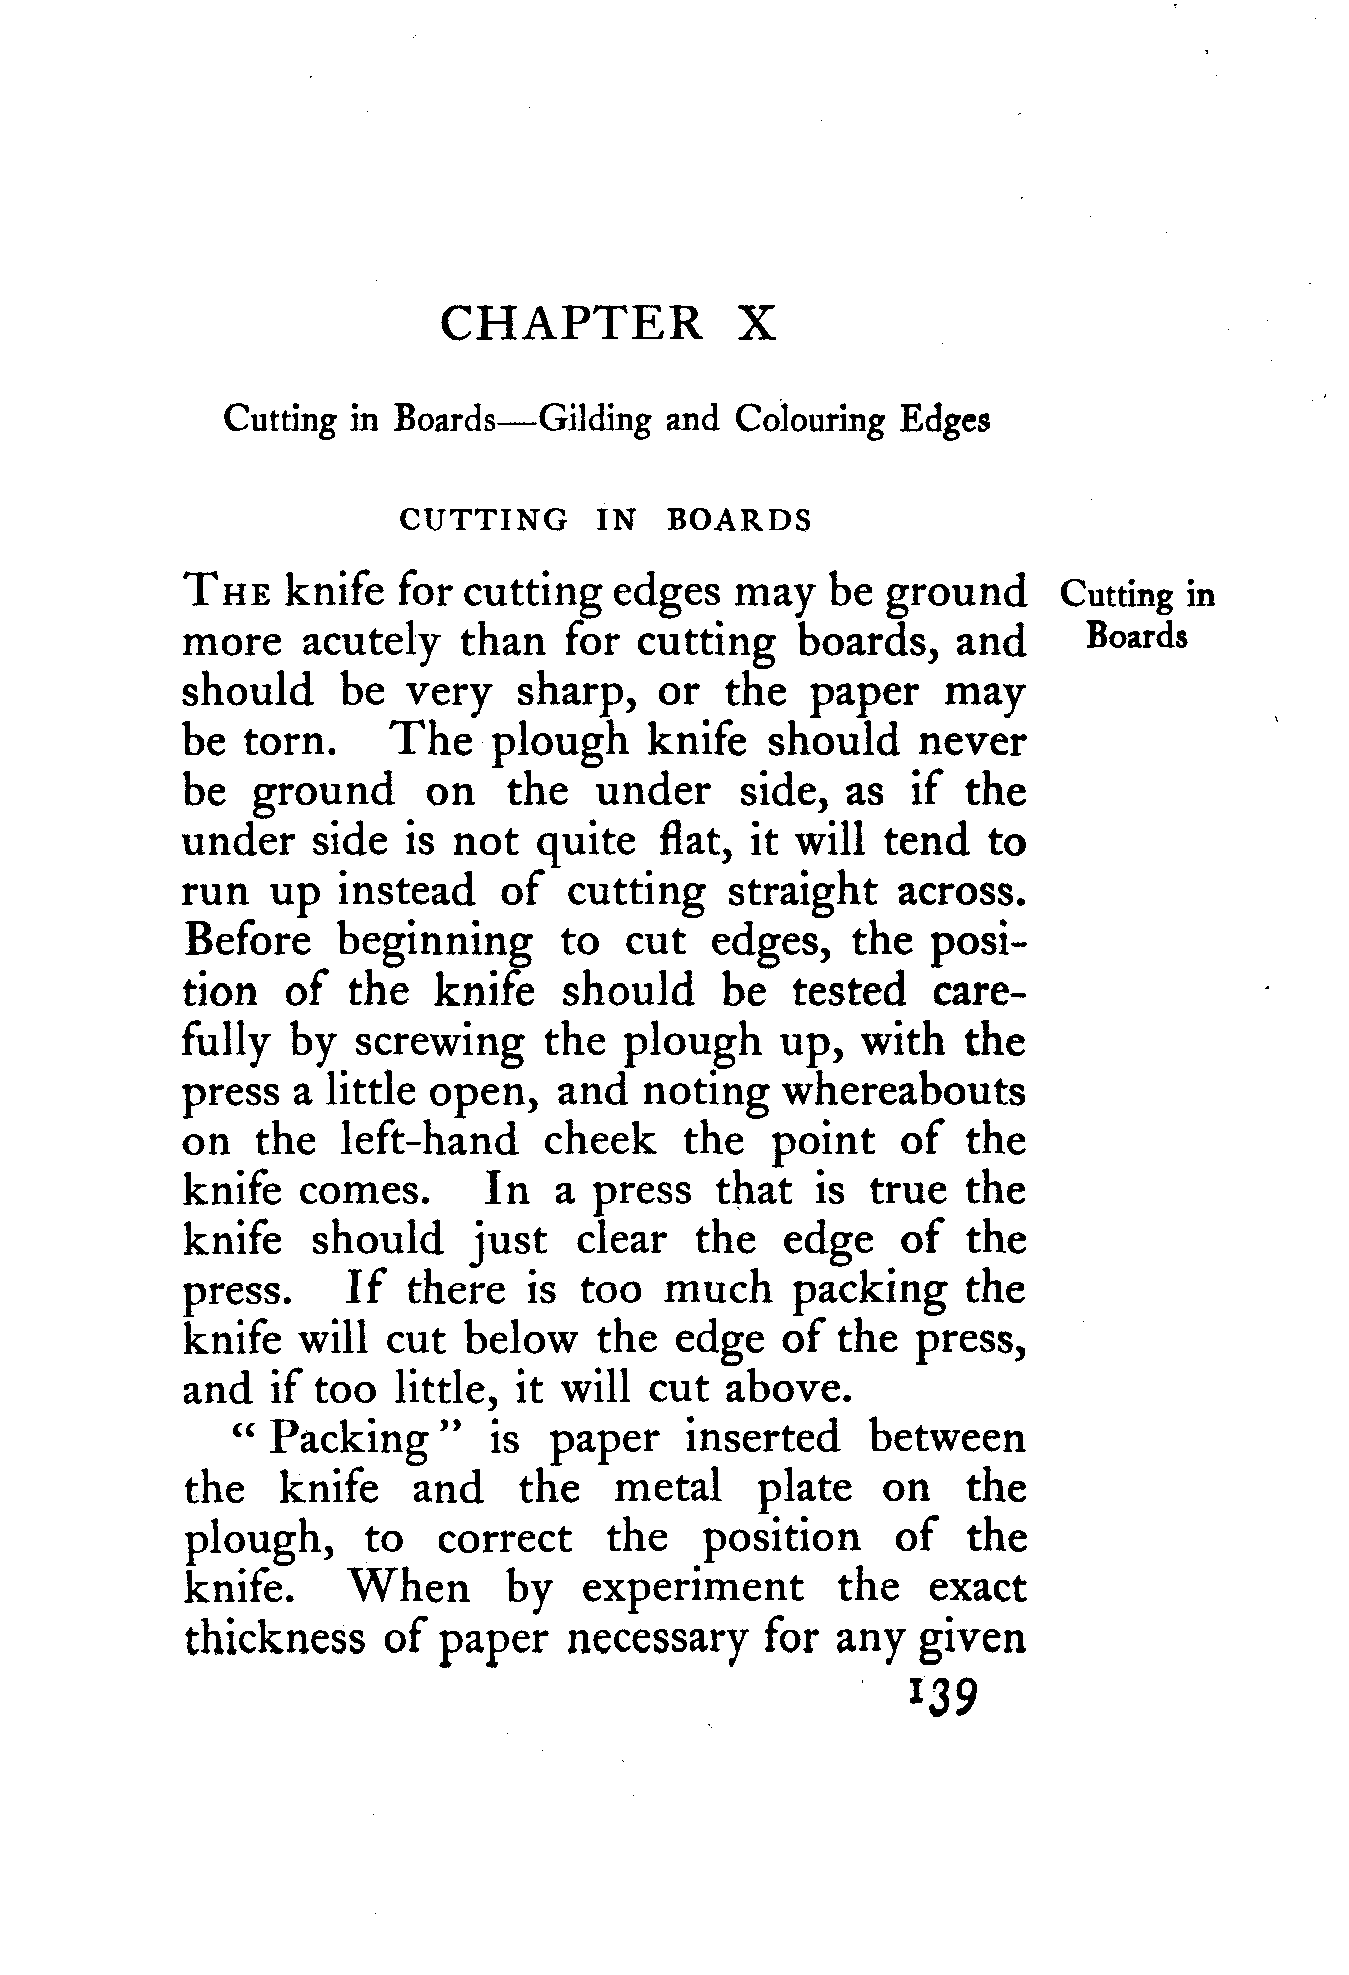 CHAPTER X
Cutting in Boards—Gilding and Colouring Edges
CUTTING IN BOARDS
THE knife for cutting edges may be ground
more acutely than for cutting boards, and
should be very sharp, or the paper may
be torn. The plough knife should never
be ground on the under side, as if the
under side is not quite flat, it will tend to
run up instead of cutting straight across.
Before beginning to cut edges, the posi-
tion of the knife should be tested care-
fully by screwing the plough up, with the
press a little open, and noting whereabouts
on the left-hand cheek the point of the
knife comes. In a press that is true the
knife should just clear the edge of the
press. If there is too much packing the
knife will cut below the edge of the press,
and if too little, it will cut above.
“ Packing ” is paper inserted between
the knife and the metal plate on the
plough, to correct the position of the
knife. When by experiment the exact
thickness of paper necessary for any given
Cutting in
Boards
139